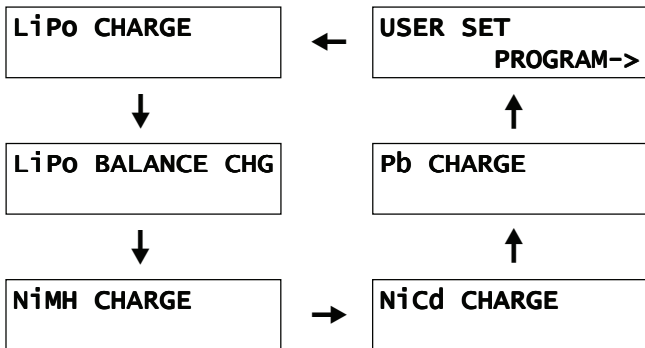 LiPo CHARGE
USER SET
PROGRAM->
LiPo BALANCE CHG
Pb CHARGE
NiMH CHARGE
NiCd CHARGE